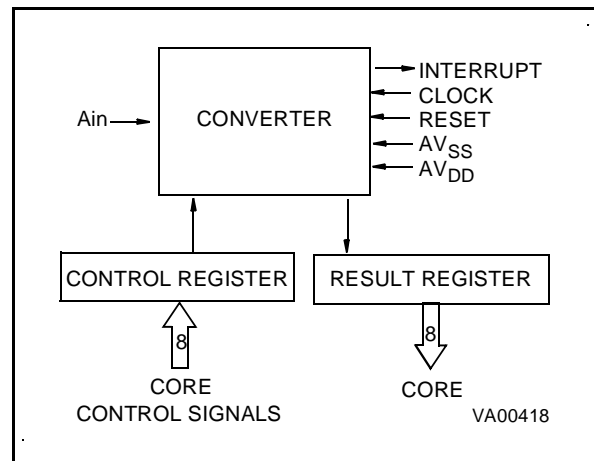 INTERRUPT
CLOCK
Ain
CONVERTER
RESET
AVSS
AVDD
CONTROL REGISTER
RESULT REGISTER
8
8
CORE
CONTROL SIGNALS
CORE
VA00418